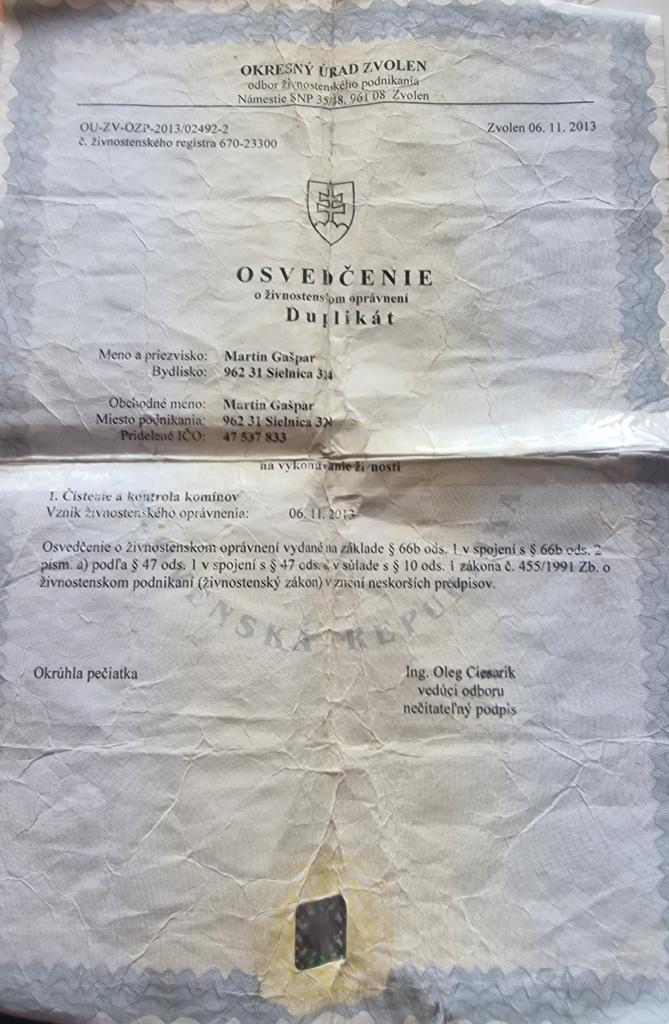 OKRESNÝ ÚRAD ZVOLEN
odbor živnostenského podnikania
Námestie SNP 35/48, 961 08 Zvolen
OU-ZV-OZP-2013/02492-2
Zvolen 06. 11. 2013
č. živnostenského registra 670-23300
OSVEDČENIE
o živnostenskom oprávnení
Duplikát
Meno a priezvisko: Martin Gašpar
Bydlisko: 962 31 Sielnica
Obchodné meno: Martin Gašpar
Miesto podnikania: 962 31 Sielnica
Pridelené IČO: 47 537 833
na vykonávanie živnosti
1. Čistenie a kontrola komínov
Vznik živnostenského oprávnenia: 06. 11. 2013
Osvedčenie o živnostenskom oprávnení vydané na základe § 66b ods. 1 v spojení s § 66b ods. 2
písm. a) podľa § 47 ods. 1 v spojení s § 47 ods. v súlade s § 10 ods. 1 zákona č. 455/1991 Zb. o
živnostenskom podnikaní (živnostenský zákon) v znení neskorších predpisov.
ENSKÁ REPU
Okrúhla pečiatka
Ing. Oleg Ciesarik
vedúci odboru
nečitateľný podpis